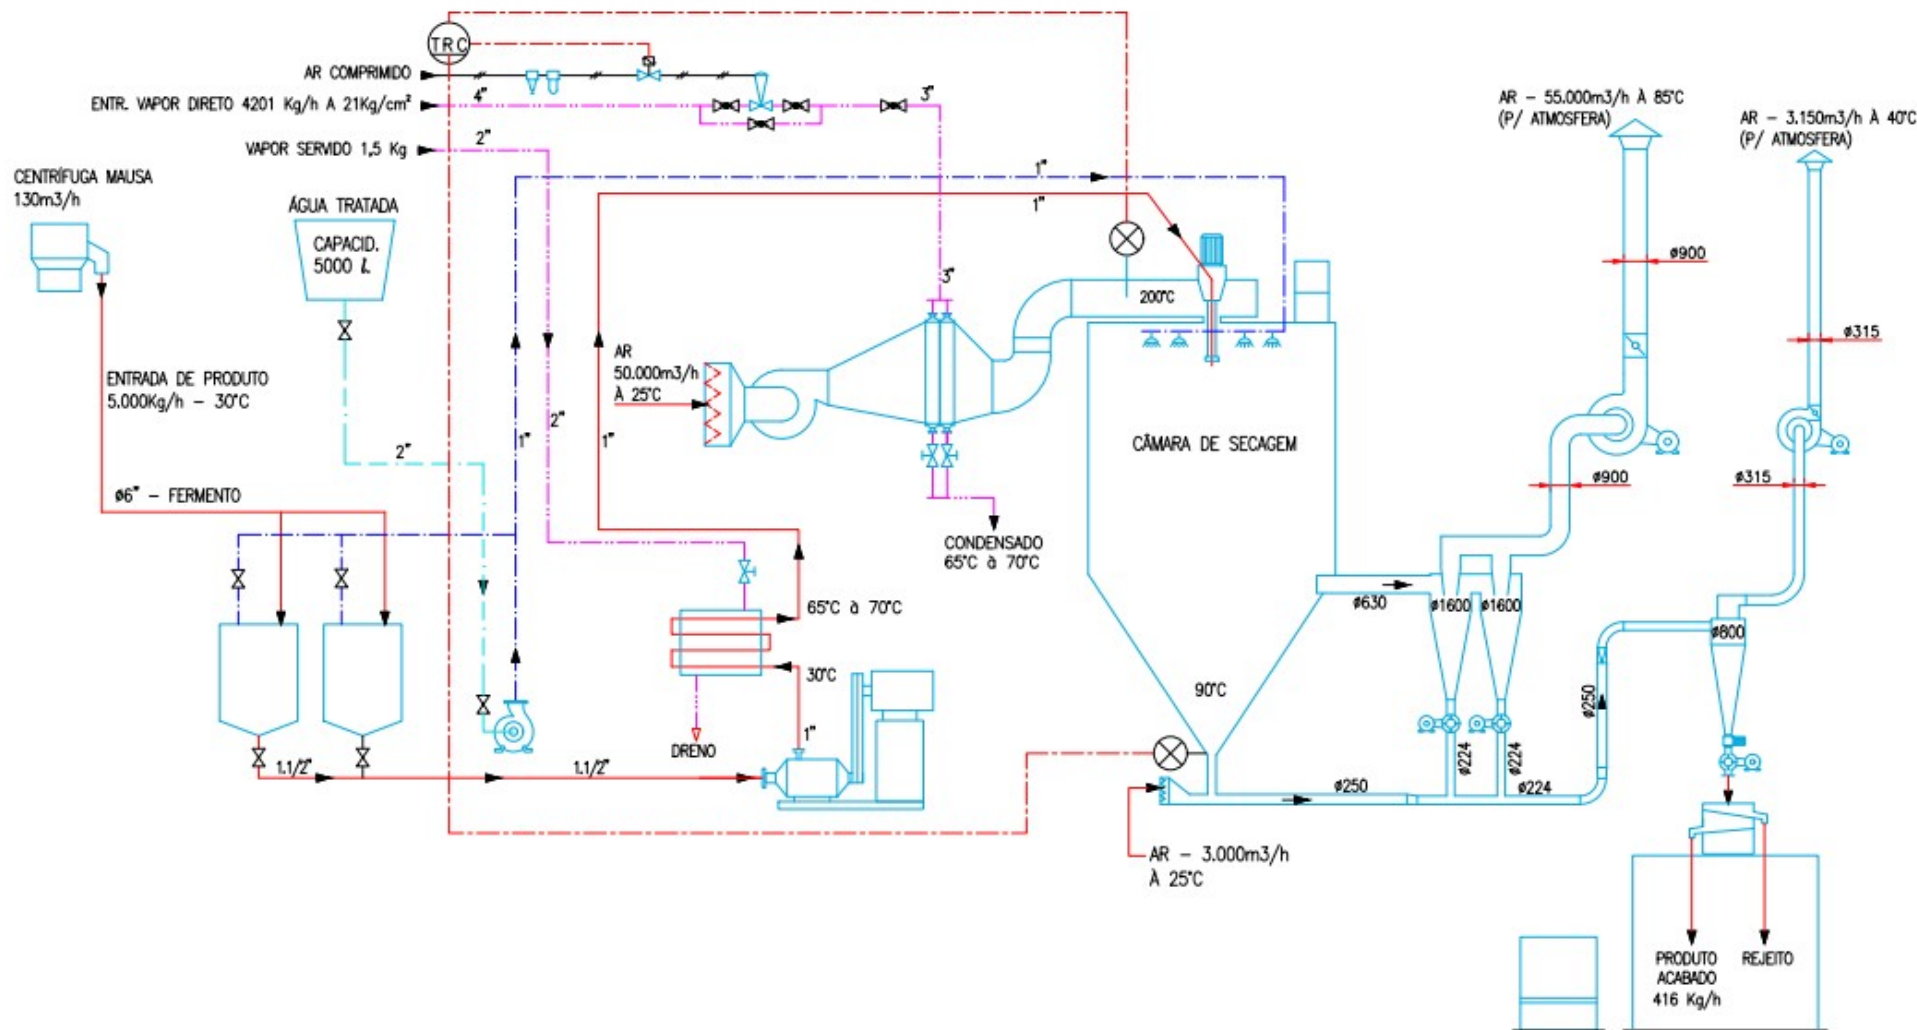 TRC
AR COMPRIMIDO
ENTR. VAPOR DIRETO 4201 Kg/h A 21Kg/cm²
4"
3"
VAPOR SERVIDO 1,5 Kg
2"
AR – 55.000m3/h À 85°C
(P/ ATMOSFERA)
AR – 3.150m3/h À 40°C
(P/ ATMOSFERA)
CENTRÍFUGA MAUSA
130m3/h
ÁGUA TRATADA
CAPACID.
5000 L
1"
1"
3"
200°C
ø900
ø315
AR
50.000m3/h
À 25°C
ENTRADA DE PRODUTO
5.000Kg/h – 30°C
2"
1"
2"
1"
CÂMARA DE SECAGEM
ø6" – FERMENTO
ø900
ø315
CONDENSADO
65°C à 70°C
65°C à 70°C
ø630
ø1600
ø1600
ø800
30°C
90°C
ø250
DRENO
1"
1.1/2"
1.1/2"
ø224
ø224
ø250
ø224
AR – 3.000m3/h
À 25°C
PRODUTO
ACABADO
416 Kg/h
REJEITO